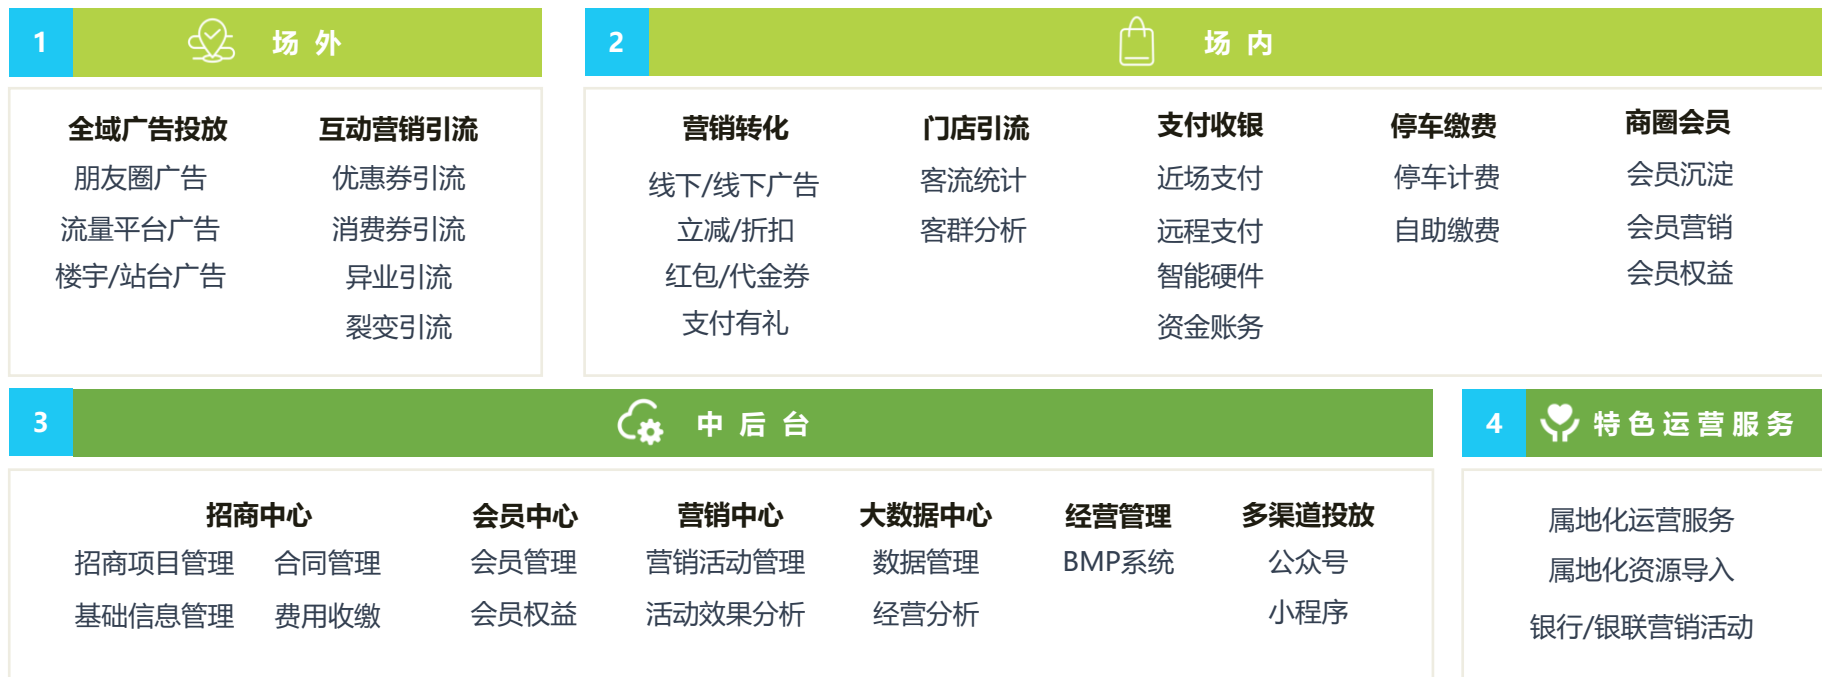 1
场外
全域广告投放
朋友圈广告
流量平台广告
楼宇/站台广告
互动营销引流
优惠券引流
消费券引流
异业引流
裂变引流
2
场内
营销转化
线下/线下广告
立减/折扣
红包/代金券
支付有礼
门店引流
客流统计
客群分析
支付收银
近场支付
远程支付
智能硬件
资金账务
停车缴费
停车计费
自助缴费
商圈会员
会员沉淀
会员营销
会员权益
3
中后台
招商中心
招商项目管理 合同管理
基础信息管理 费用收缴
会员中心
会员管理
会员权益
营销中心
营销活动管理
活动效果分析
大数据中心
数据管理
经营分析
经营管理
BMP系统
多渠道投放
公众号
小程序
4
特色运营服务
属地化运营服务
属地化资源导入
银行/银联营销活动